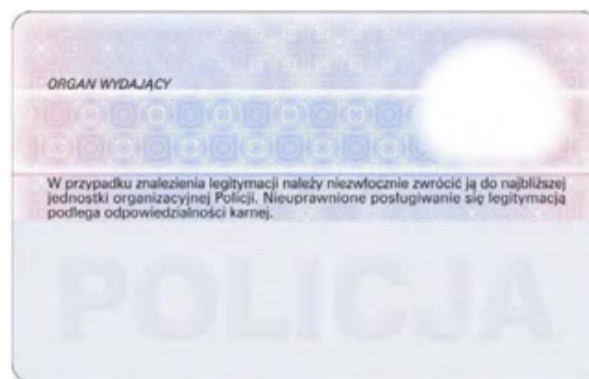 ORGAN WYDAJĄCY
W przypadku znalezienia legitymacji należy niezwłocznie zwrócić ją do najbliższej
jednostki organizacyjnej Policji. Nieuprawnione posługiwanie się legitymacją
podlega odpowiedzialności karnej.
POLICJA